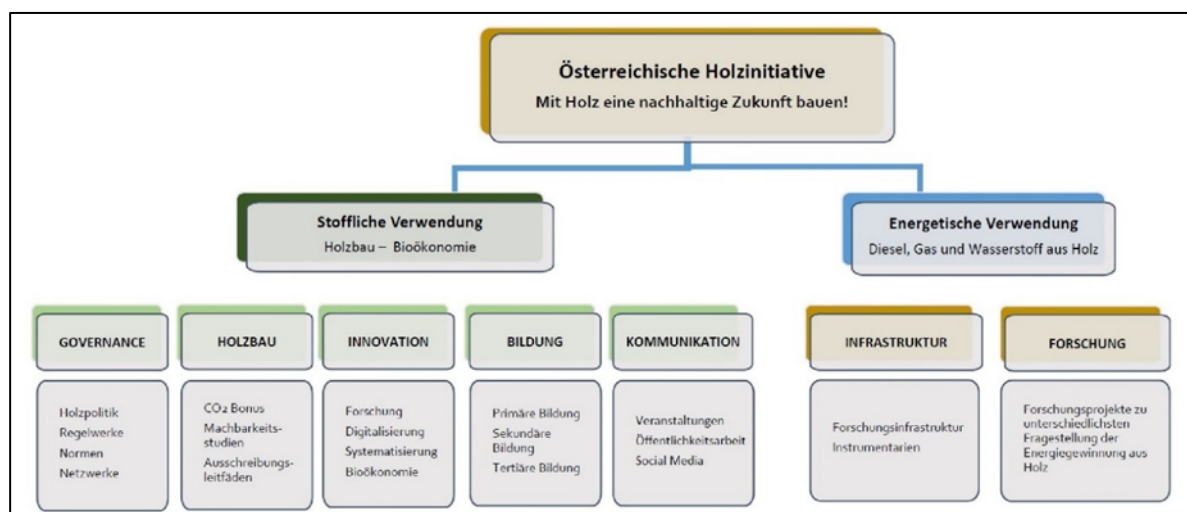 Österreichische Holzinitiative
Mit Holz eine nachhaltige Zukunft bauen!
Stoffliche Verwendung
Holzbau – Bioökonomie
Energetische Verwendung
Diesel, Gas und Wasserstoff aus Holz
GOVERNANCE
HOLZBAU
INNOVATION
BILDUNG
KOMMUNIKATION
INFRASTRUKTUR
FORSCHUNG
Holzpolitik
Regelwerke
Normen
Netzwerke
CO₂ Bonus
Machbarkeits-
studien
Ausschreibungs-
leitfäden
Forschung
Digitalisierung
Systematisierung
Bioökonomie
Primäre Bildung
Sekundäre
Bildung
Tertiäre Bildung
Veranstaltungen
Öffentlichkeitsarbeit
Social Media
Forschungsinfrastruktur
Instrumentarien
Forschungsprojekte zu
unterschiedlichsten
Fragestellung der
Energiegewinnung aus
Holz